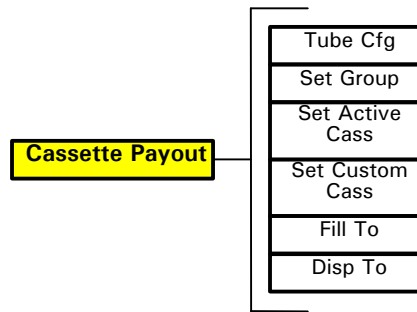 Cassette Payout
Tube Cfg
Set Group
Set Active
Cass
Set Custom
Cass
Fill To
Disp To